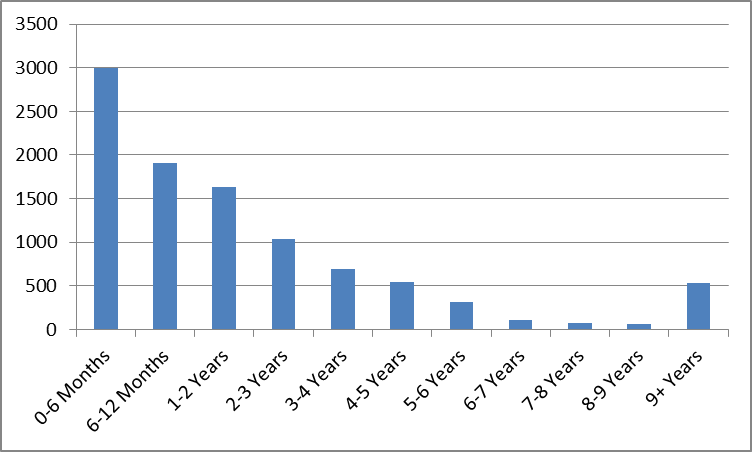 3500
3000
2500
2000
1500
1000
500
0
0-6 Months
6-12 Months
1-2 Years
2-3 Years
3-4 Years
4-5 Years
5-6 Years
6-7 Years
7-8 Years
8-9 Years
9+ Years